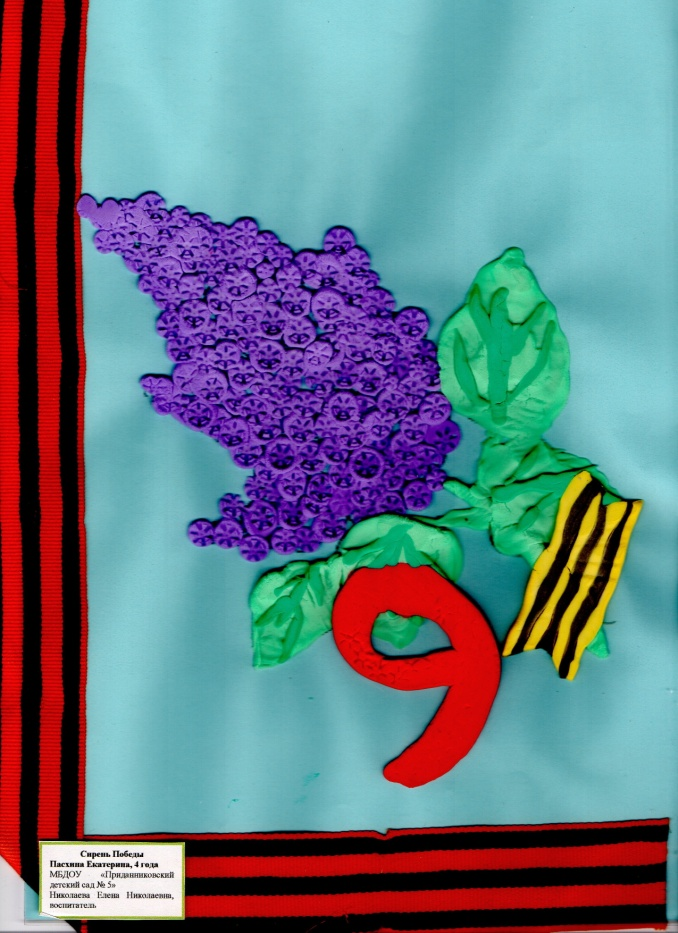 9
Сирень Победы
Пасхина Екатерина, 4 года
МБДОУ «Приданниковский
детский сад № 5»
Николаева Елена Николаевна,
воспитатель